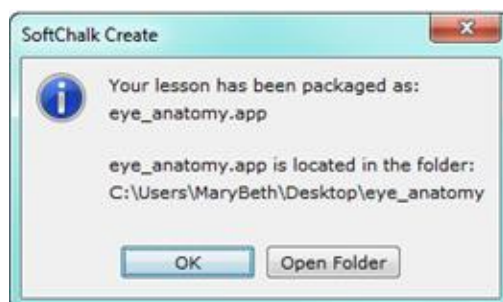 SoftChalk Create
Your lesson has been packaged as:
eye_anatomy.app
eye_anatomy.app is located in the folder:
C:\Users\MaryBeth\Desktop\eye_anatomy
OK
Open Folder